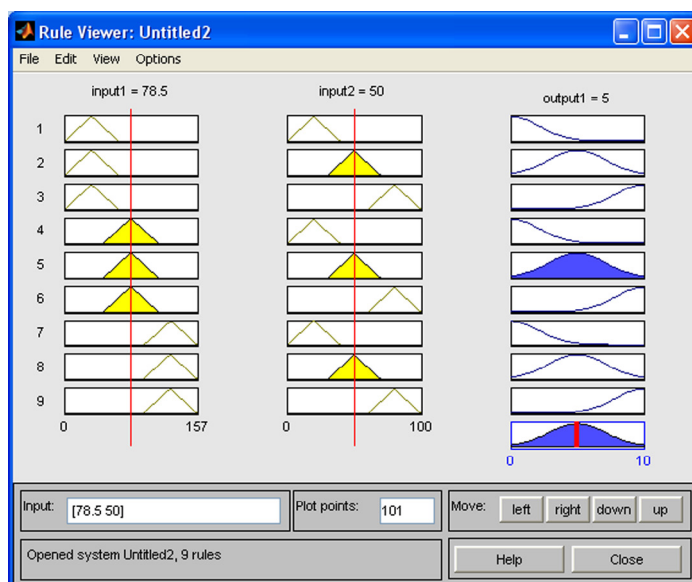 Rule Viewer: Untitled2
File Edit View Options
input1 = 78.5
input2 = 50
output1 = 5
1
2
3
4
5
6
7
8
9
0 157
0 100
0 10
Input: [78.5 50]
Plot points: 101
Move: left right down up
Opened system Untitled2, 9 rules
Help Close